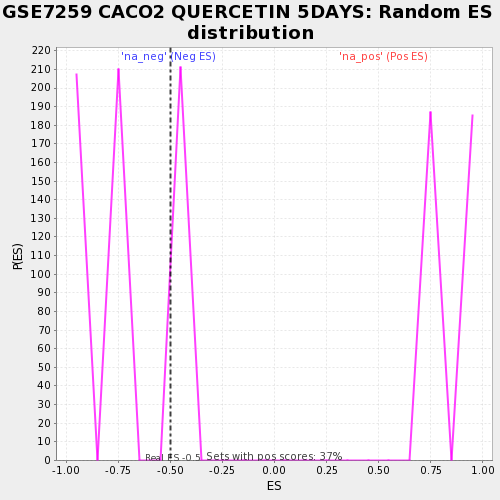 GSE7259 CACO2 QUERCETIN 5DAYS: Random ES
distribution
'na_neg' (Neg ES)
'na_pos' (Pos ES)
220
210
200
190
180
170
160
150
140
130
120
110
100
90
80
70
60
50
40
30
20
10
0
P(ES)
Real ES -0.5
Sets with pos scores: 37%
-1.00 -0.75 -0.50 -0.25 0.00 0.25 0.50 0.75 1.00
ES